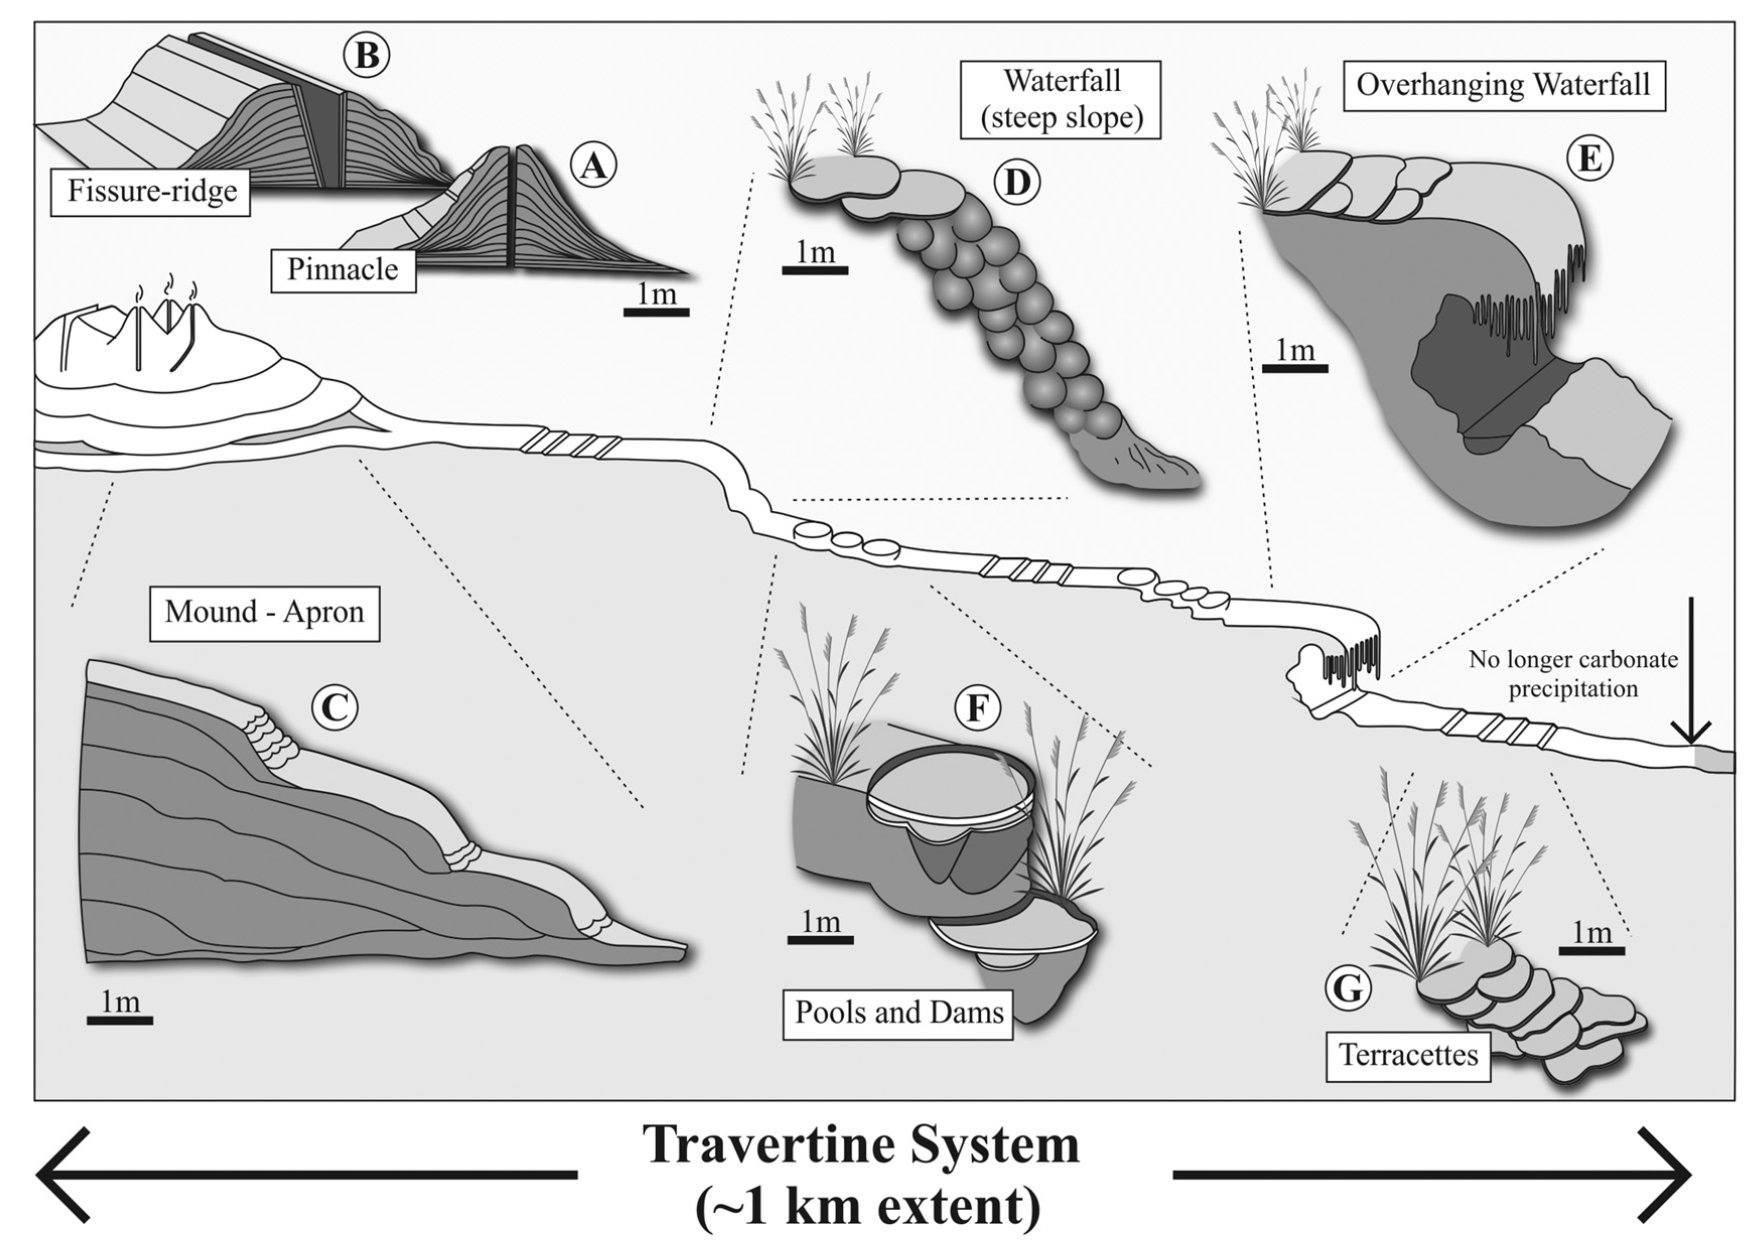 B
Fissure-ridge
A
Pinnacle
1m
Waterfall
(steep slope)
D
1m
Overhanging Waterfall
E
1m
No longer carbonate
precipitation
Mound - Apron
C
1m
F
1m
Pools and Dams
G
1m
Terracettes
Travertine System
(~1 km extent)